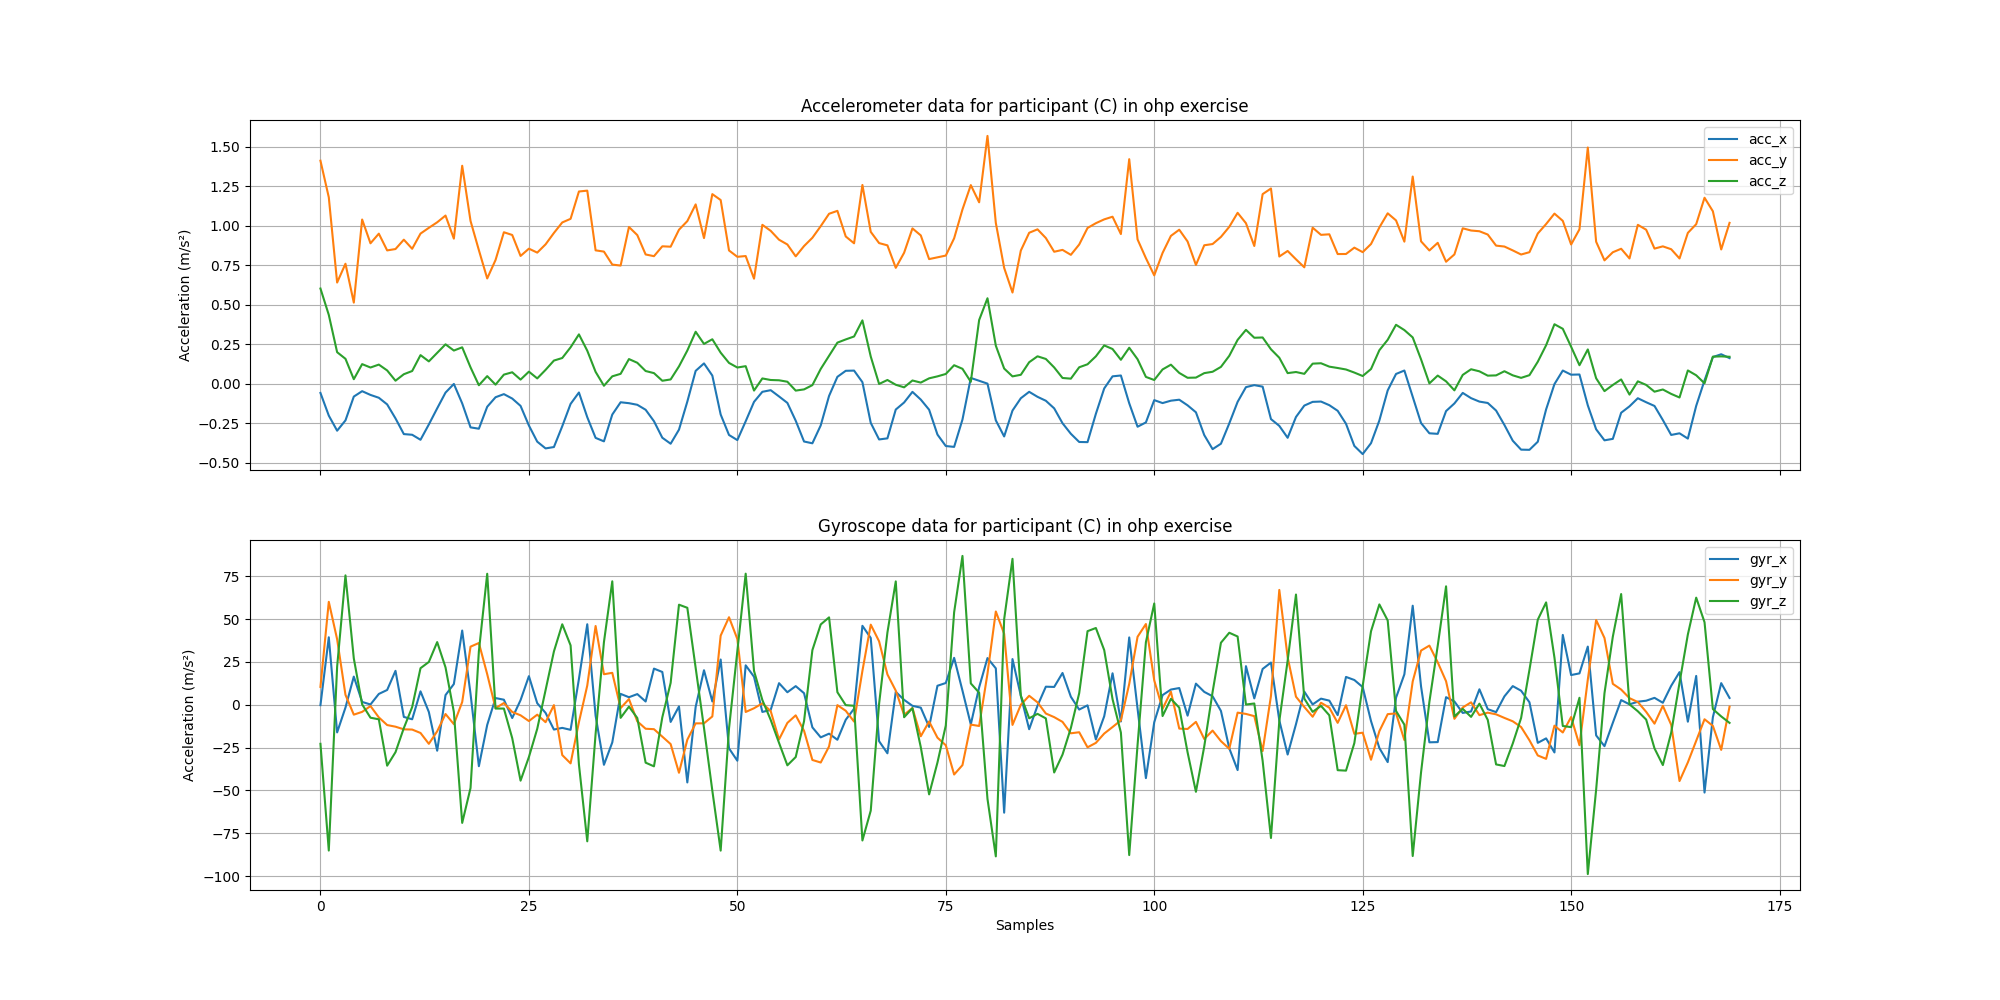 Accelerometer data for participant (C) in ohp exercise
Acceleration (m/s²)
1.50
1.25
1.00
0.75
0.50
0.25
0.00
−0.25
−0.50
acc_x
acc_y
acc_z
Gyroscope data for participant (C) in ohp exercise
Acceleration (m/s²)
75
50
25
0
−25
−50
−75
−100
gyr_x
gyr_y
gyr_z
0 25 50 75 100 125 150 175
Samples